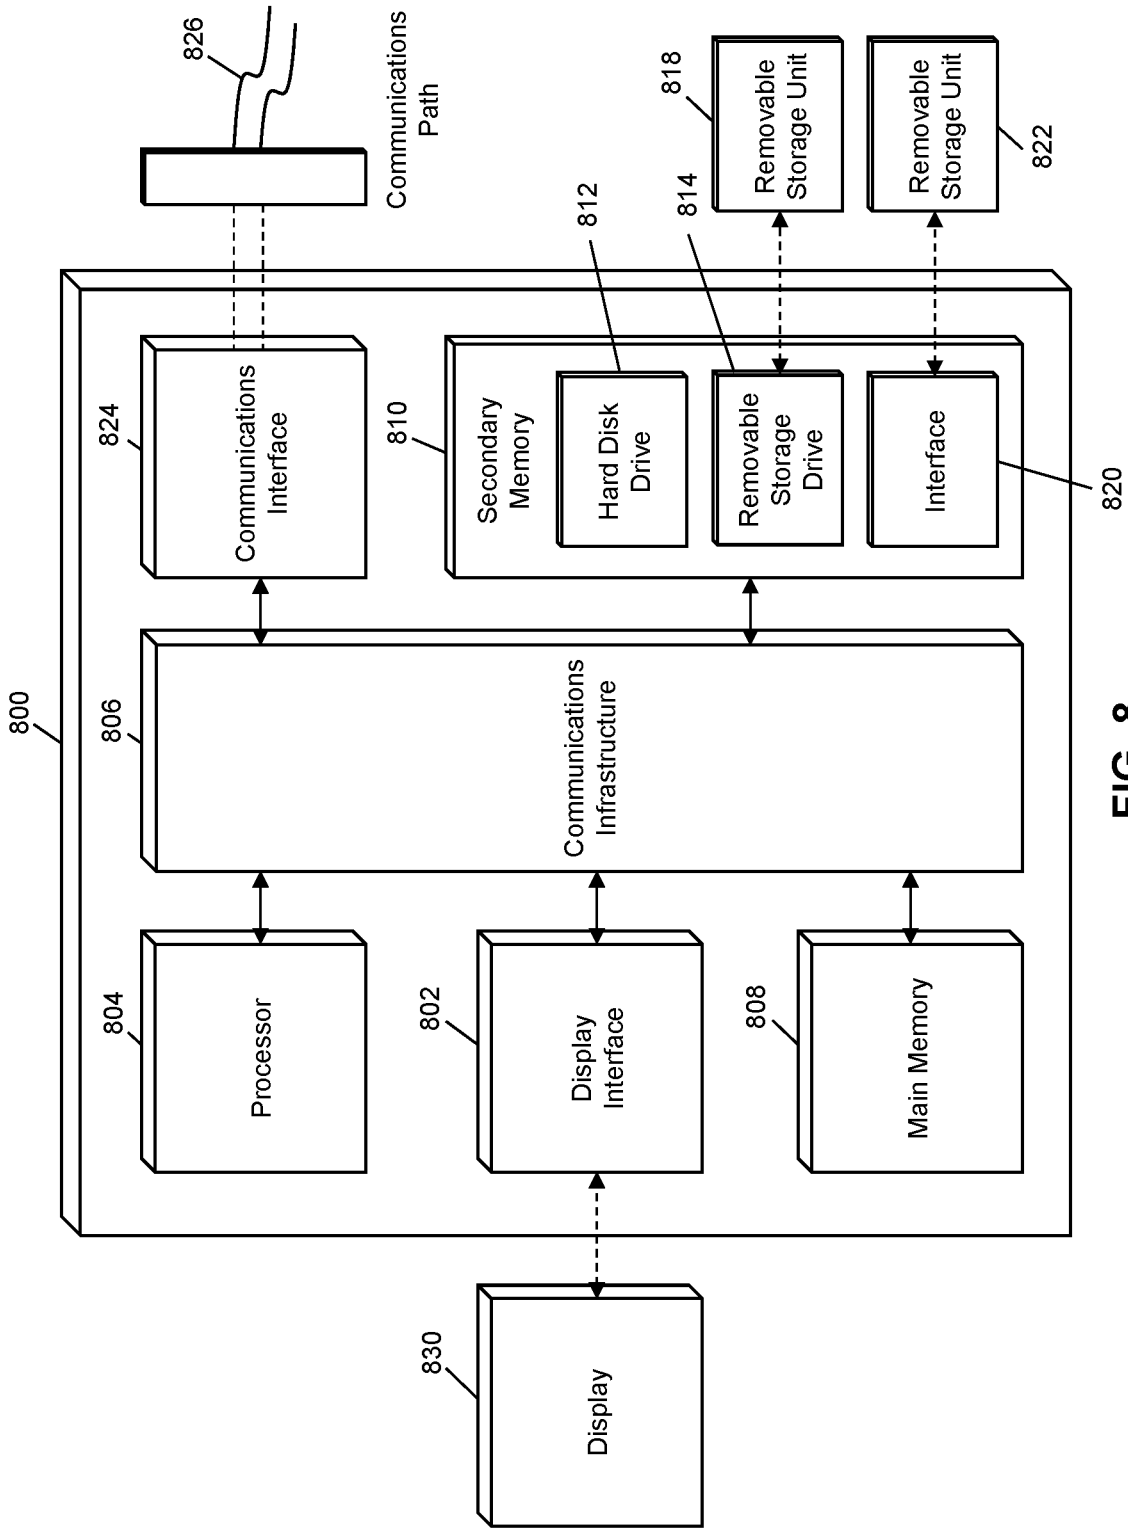 800
830
Display
804
Processor
802
Display
Interface
808
Main Memory
806
Communications
Infrastructure
824
Communications
Interface
810
Secondary
Memory
812
Hard Disk
Drive
814
Removable
Storage
Drive
820
Interface
826
Communications
Path
818
Removable
Storage Unit
822
Removable
Storage Unit
FIG. 8